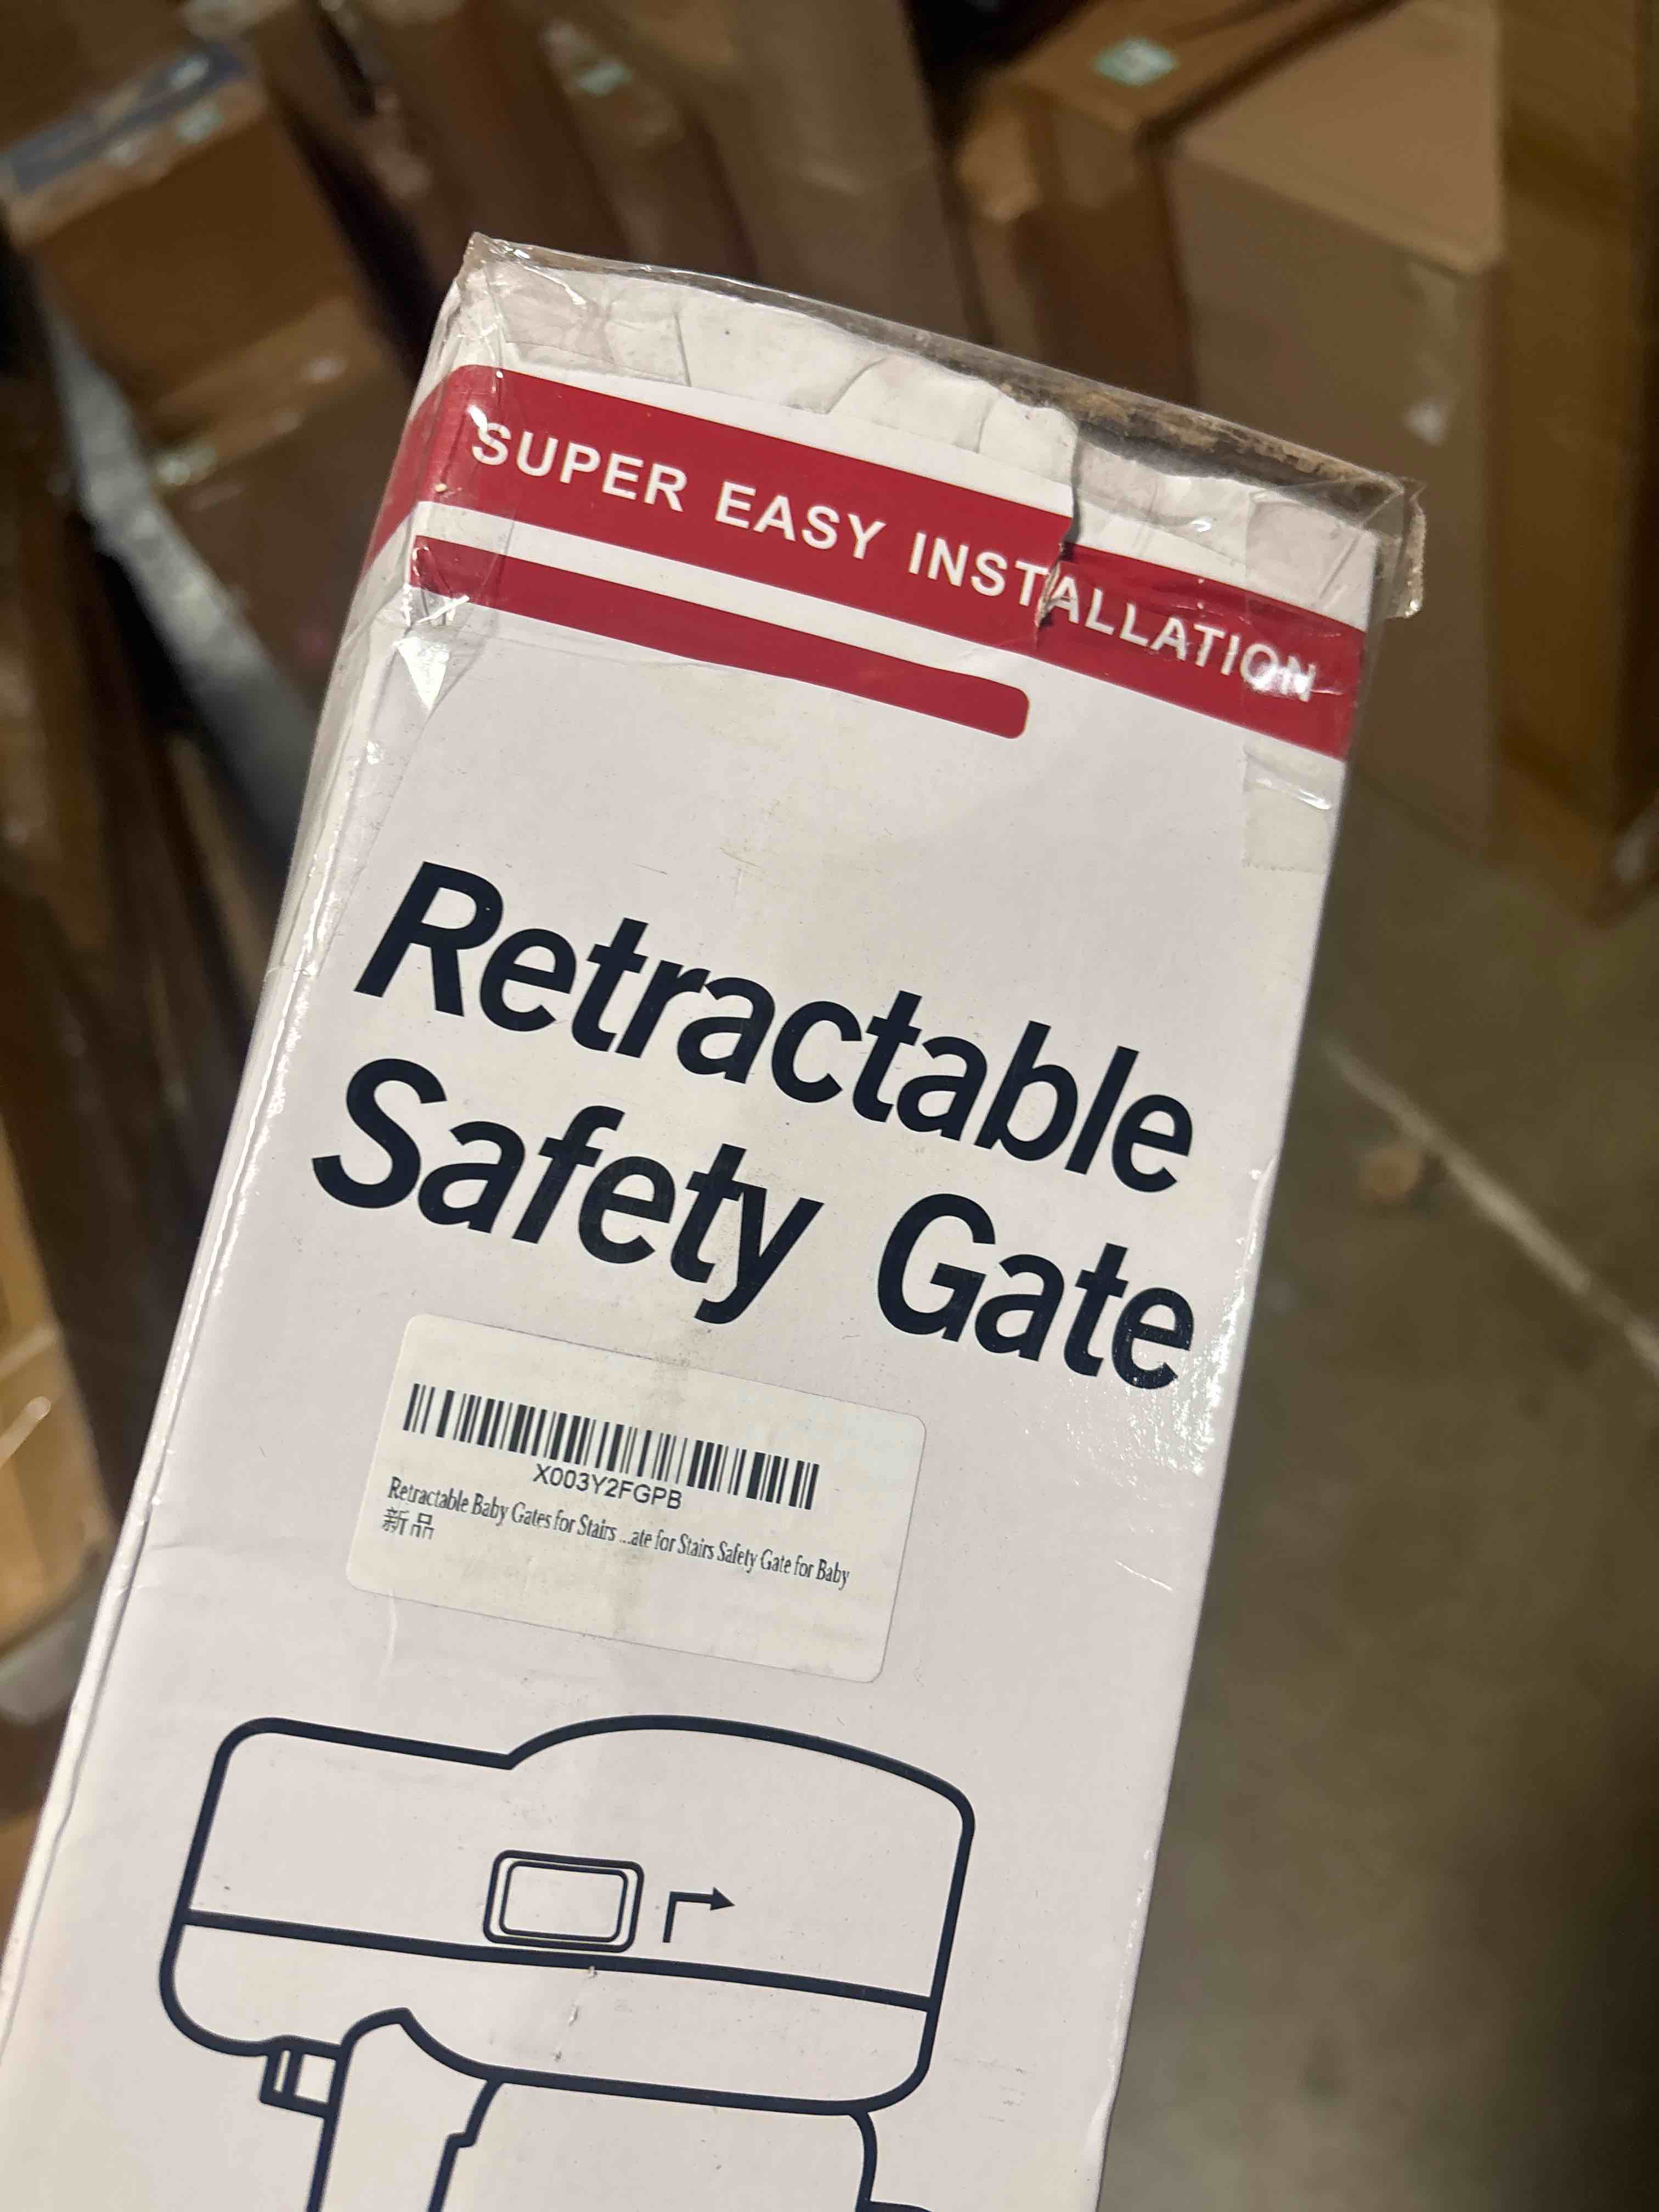 SUPER EASY INSTALLATION
Retractable
Safety Gate
X003Y2FGPB
Retractable Baby Gates for Stairs ...ate for Stairs Safety Gate for Baby
新品